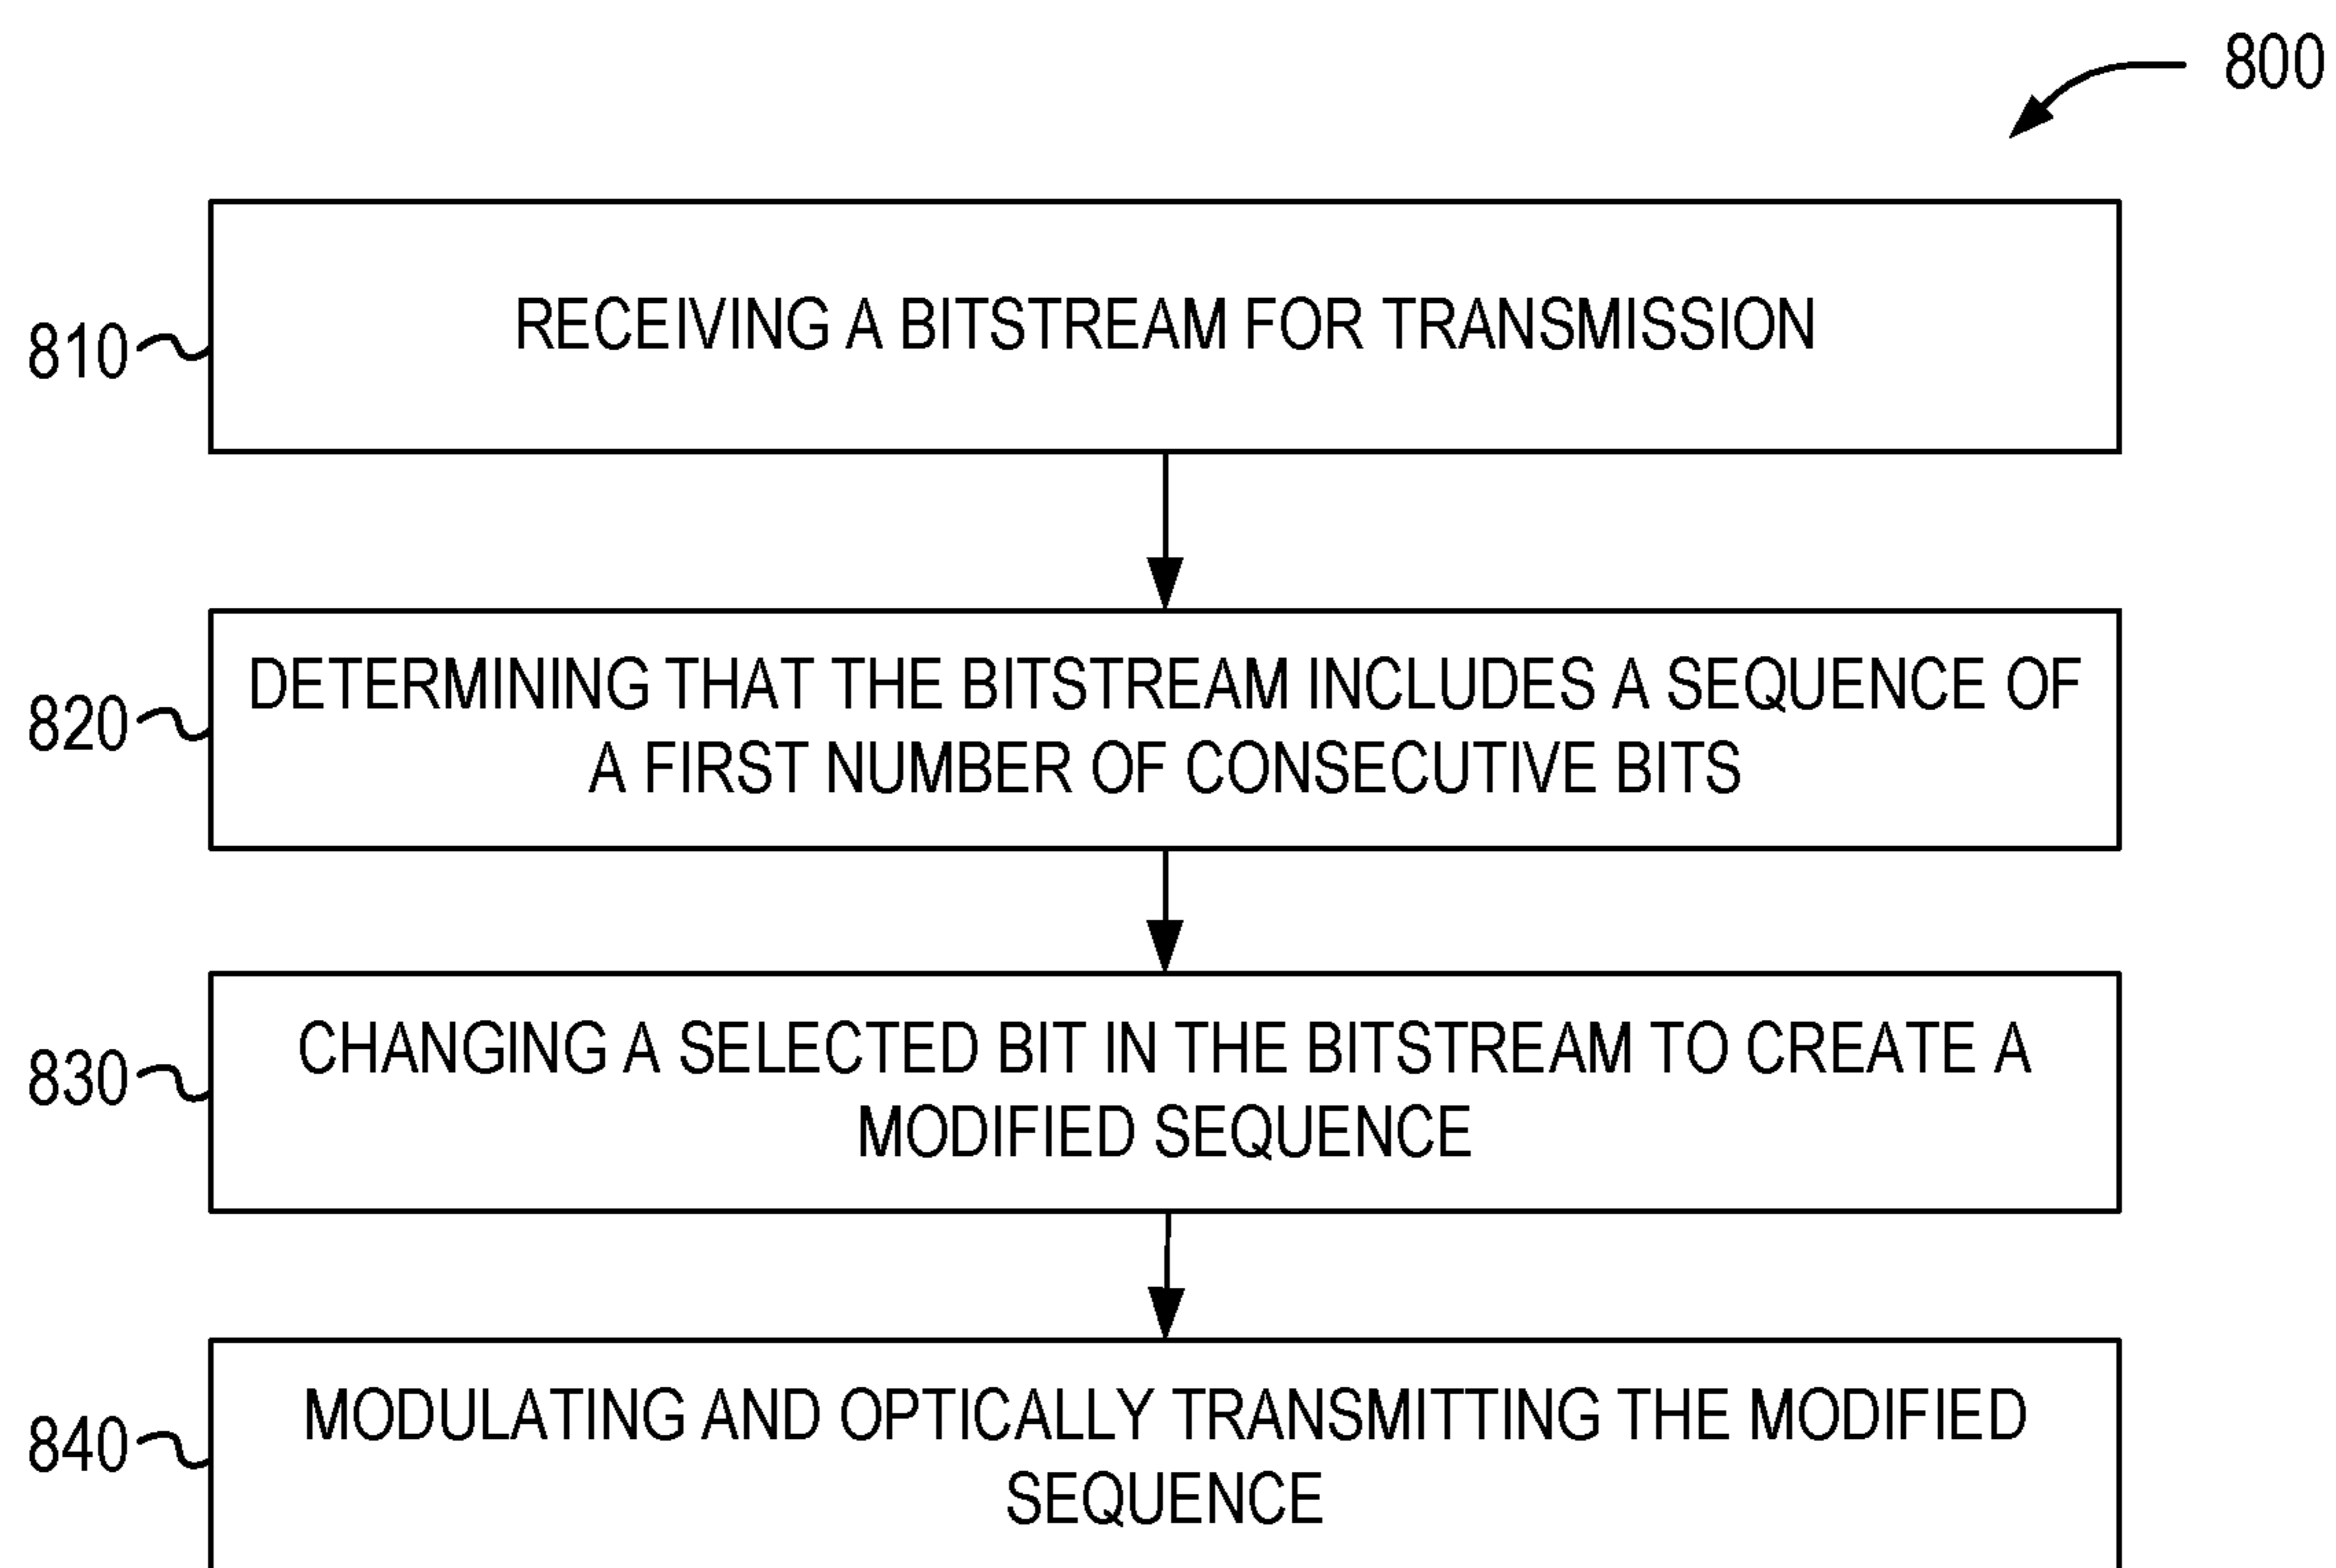 800
810
RECEIVING A BITSTREAM FOR TRANSMISSION
820
DETERMINING THAT THE BITSTREAM INCLUDES A SEQUENCE OF
A FIRST NUMBER OF CONSECUTIVE BITS
830
CHANGING A SELECTED BIT IN THE BITSTREAM TO CREATE A
MODIFIED SEQUENCE
840
MODULATING AND OPTICALLY TRANSMITTING THE MODIFIED
SEQUENCE